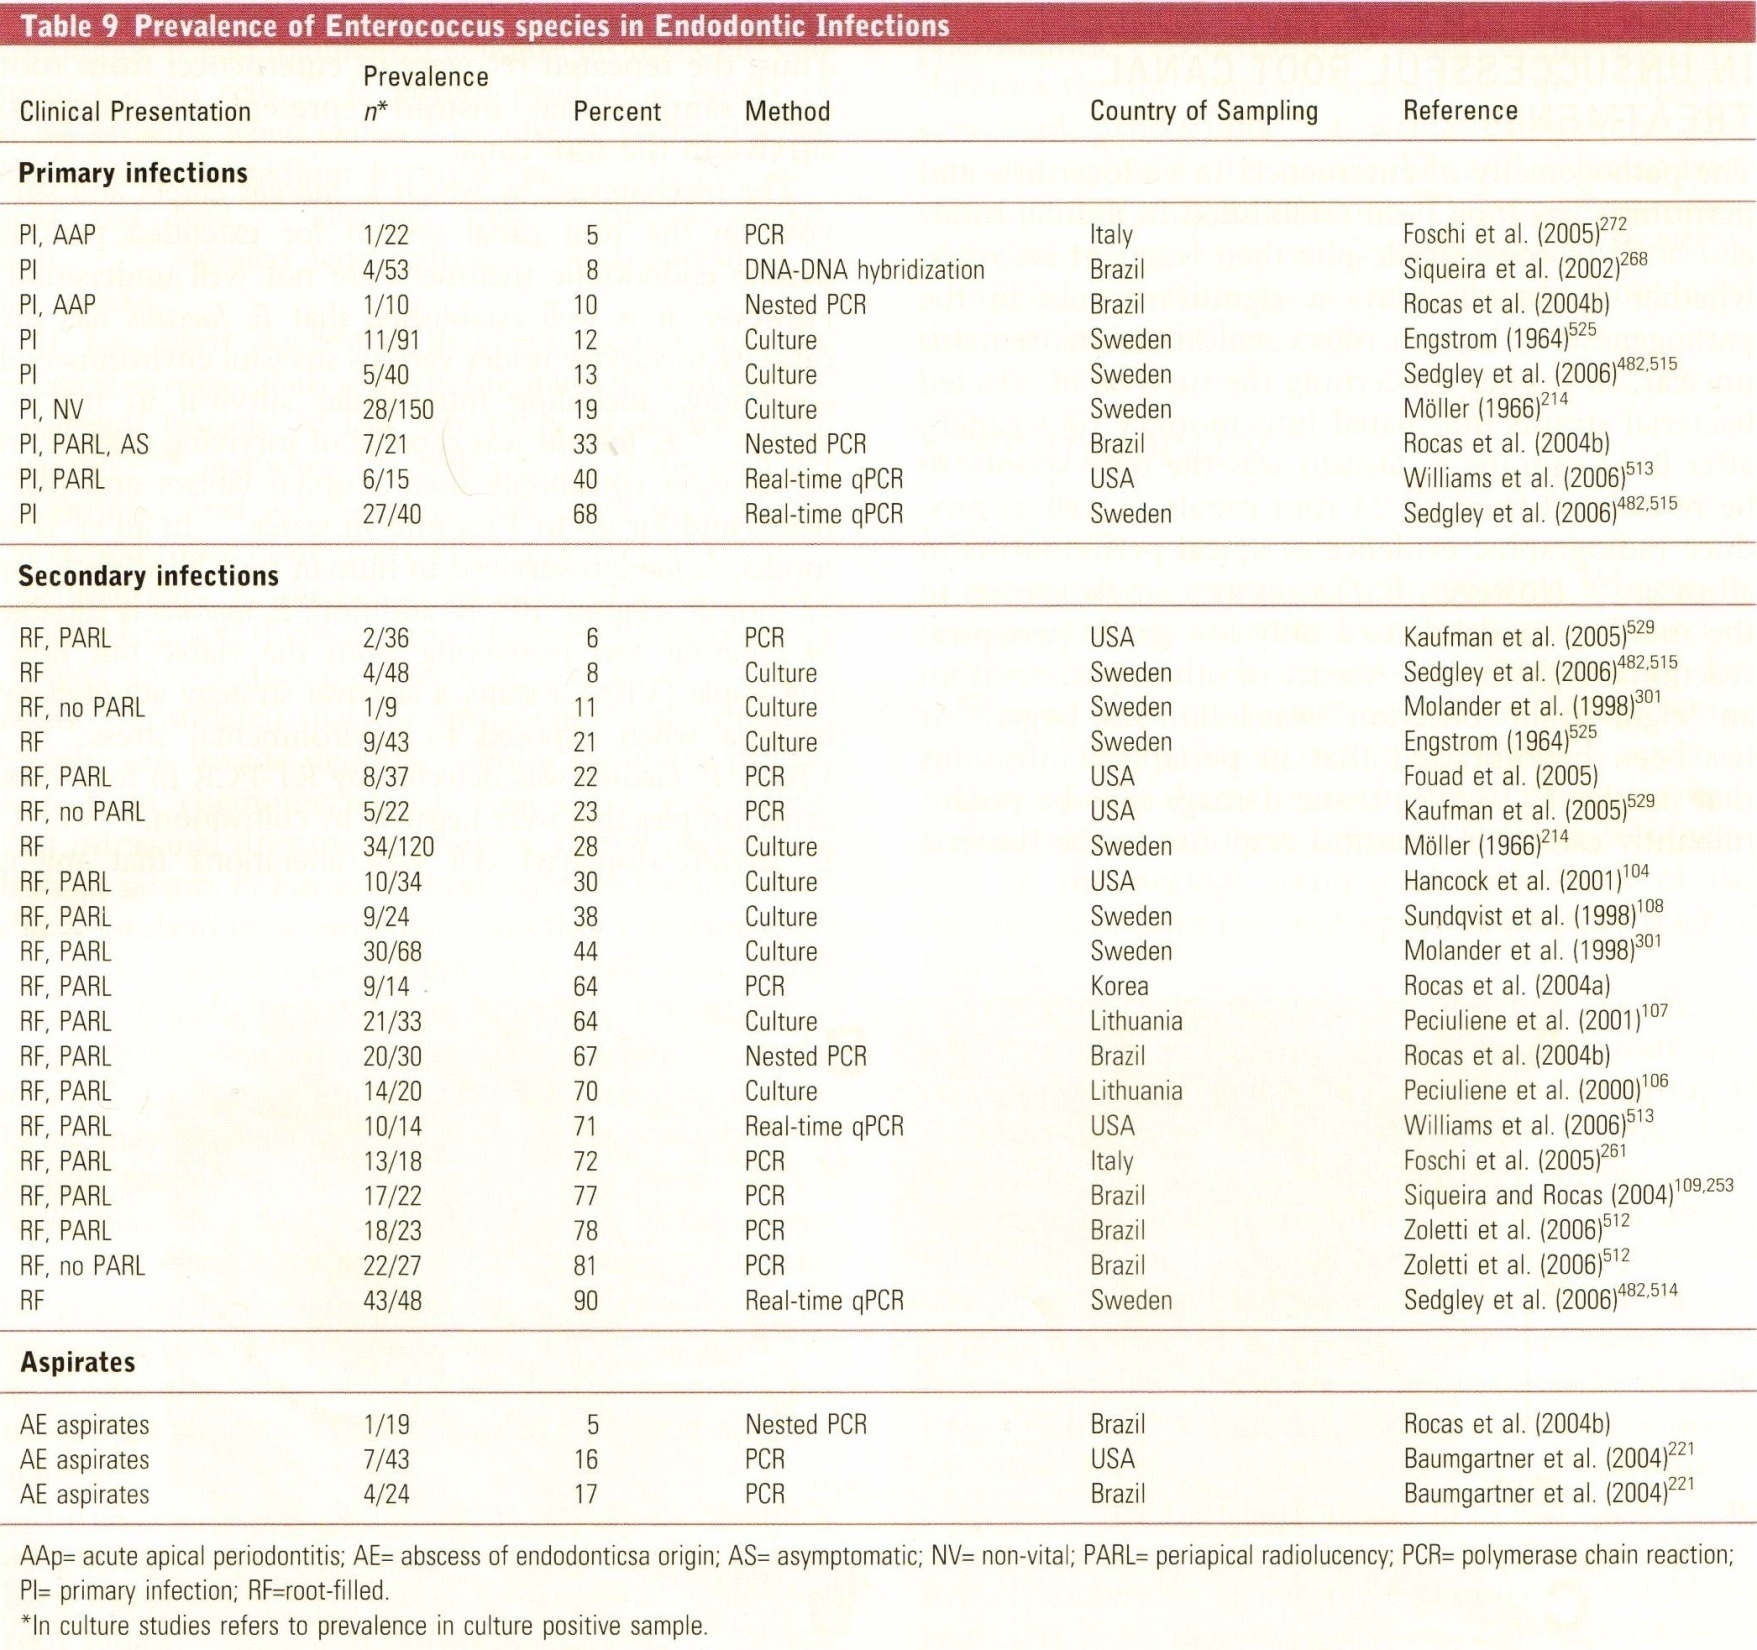 Table 9 Prevalence of Enterococcus species in Endodontic Infections
Prevalence
Clinical Presentation n* Percent Method Country of Sampling Reference
Primary infections
PI, AAP 1/22 5 PCR Italy Foschi et al. (2005)272
PI 4/53 8 DNA-DNA hybridization Brazil Siqueira et al. (2002)268
PI, AAP 1/10 10 Nested PCR Brazil Rocas et al. (2004b)
PI 11/91 12 Culture Sweden Engstrom (1964)525
PI 5/40 13 Culture Sweden Sedgley et al. (2006)482,515
PI, NV 28/150 19 Culture Sweden Möller (1966)214
PI, PARL, AS 7/21 33 Nested PCR Brazil Rocas et al. (2004b)
PI, PARL 6/15 40 Real-time qPCR USA Williams et al. (2006)513
PI 27/40 68 Real-time qPCR Sweden Sedgley et al. (2006)482,515
Secondary infections
RF, PARL 2/36 6 PCR USA Kaufman et al. (2005)529
RF 4/48 8 Culture Sweden Sedgley et al. (2006)482,515
RF, no PARL 1/9 11 Culture Sweden Molander et al. (1998)301
RF 9/43 21 Culture Sweden Engstrom (1964)525
RF, PARL 8/37 22 PCR USA Fouad et al. (2005)
RF, no PARL 5/22 23 PCR USA Kaufman et al. (2005)529
RF 34/120 28 Culture Sweden Möller (1966)214
RF, PARL 10/34 30 Culture USA Hancock et al. (2001)104
RF, PARL 9/24 38 Culture Sweden Sundqvist et al. (1998)108
RF, PARL 30/68 44 Culture Sweden Molander et al. (1998)301
RF, PARL 9/14 64 PCR Korea Rocas et al. (2004a)
RF, PARL 21/33 64 Culture Lithuania Peciuliene et al. (2001)107
RF, PARL 20/30 67 Nested PCR Brazil Rocas et al. (2004b)
RF, PARL 14/20 70 Culture Lithuania Peciuliene et al. (2000)106
RF, PARL 10/14 71 Real-time qPCR USA Williams et al. (2006)513
RF, PARL 13/18 72 PCR Italy Foschi et al. (2005)261
RF, PARL 17/22 77 PCR Brazil Siqueira and Rocas (2004)109,253
RF, PARL 18/23 78 PCR Brazil Zoletti et al. (2006)512
RF, no PARL 22/27 81 PCR Brazil Zoletti et al. (2006)512
RF 43/48 90 Real-time qPCR Sweden Sedgley et al. (2006)482,514
Aspirates
AE aspirates 1/19 5 Nested PCR Brazil Rocas et al. (2004b)
AE aspirates 7/43 16 PCR USA Baumgartner et al. (2004)221
AE aspirates 4/24 17 PCR Brazil Baumgartner et al. (2004)221
AAp= acute apical periodontitis; AE= abscess of endodonticsa origin; AS= asymptomatic; NV= non-vital; PARL= periapical radiolucency; PCR= polymerase chain reaction;
PI= primary infection; RF=root-filled.
*In culture studies refers to prevalence in culture positive sample.